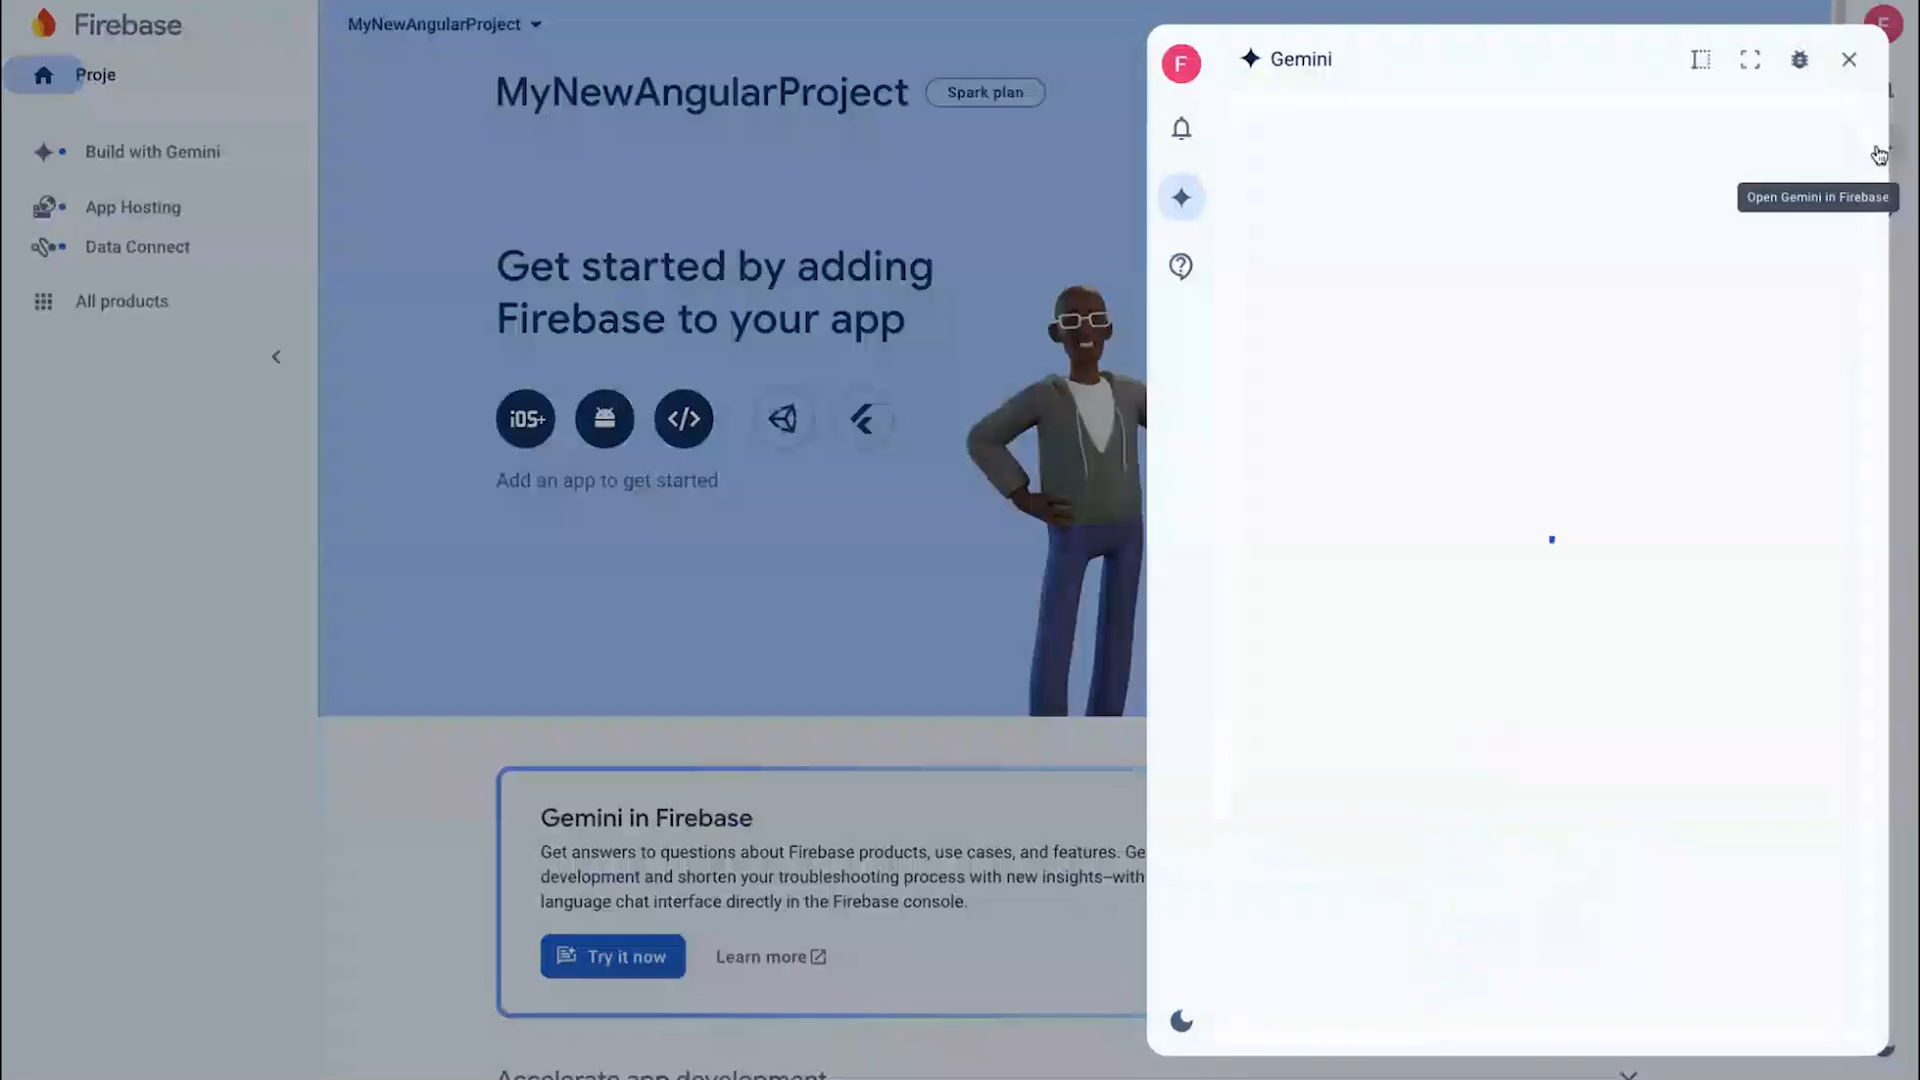 Firebase
Proje
Build with Gemini
App Hosting
Data Connect
All products
MyNewAngularProject
MyNewAngularProject
Spark plan
Get started by adding
Firebase to your app
iOS+
</>
Add an app to get started
Gemini in Firebase
Get answers to questions about Firebase products, use cases, and features. Ge
development and shorten your troubleshooting process with new insights–with
language chat interface directly in the Firebase console.
Try it now
Learn more
Accelerate app development
F
Gemini
Open Gemini in Firebase
F